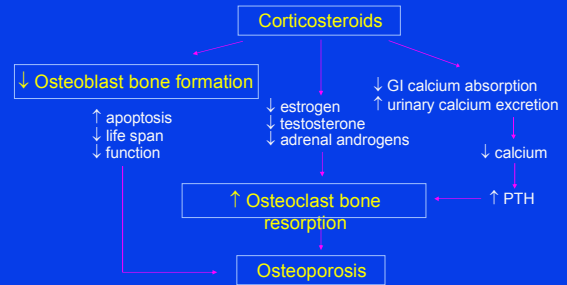 Corticosteroids
↓ Osteoblast bone formation
↑ apoptosis
↓ life span
↓ function
↓ estrogen
↓ testosterone
↓ adrenal androgens
↓ GI calcium absorption
↑ urinary calcium excretion
↓ calcium
↑ PTH
↑ Osteoclast bone
resorption
Osteoporosis